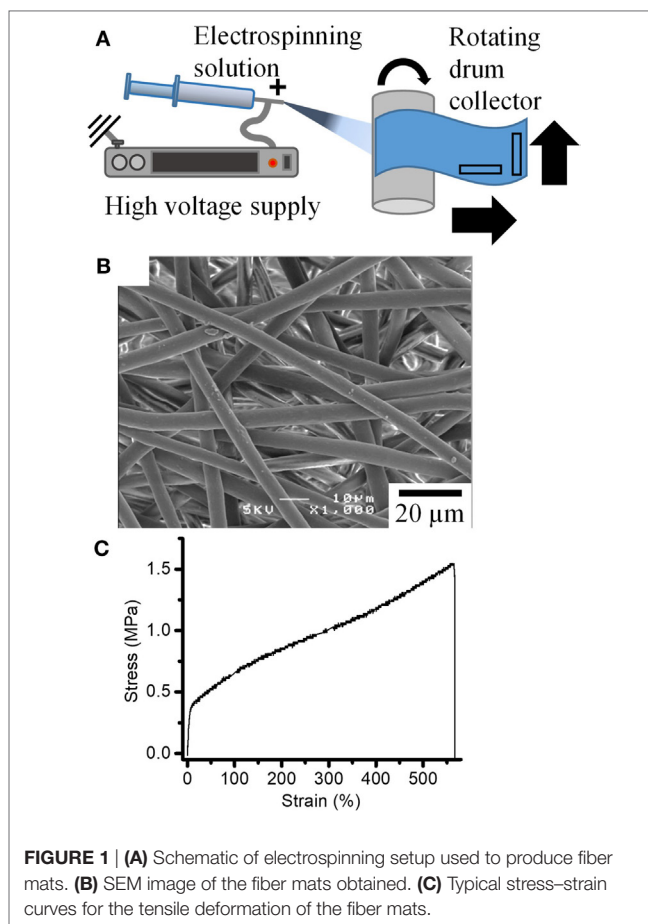 A
Electrospinning
solution
+
Rotating
drum
collector
High voltage supply
B
5KV
10μm
X1,000
20 μm
C
Stress (MPa)
1.5
1.0
0.5
0.0
0 100 200 300 400 500
Strain (%)
FIGURE 1 | (A) Schematic of electrospinning setup used to produce fiber
mats. (B) SEM image of the fiber mats obtained. (C) Typical stress–strain
curves for the tensile deformation of the fiber mats.